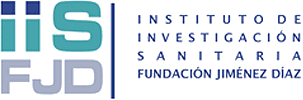 iiS
FJD
INSTITUTO DE
INVESTIGACIÓN
SANITARIA
FUNDACIÓN JIMÉNEZ DÍAZ